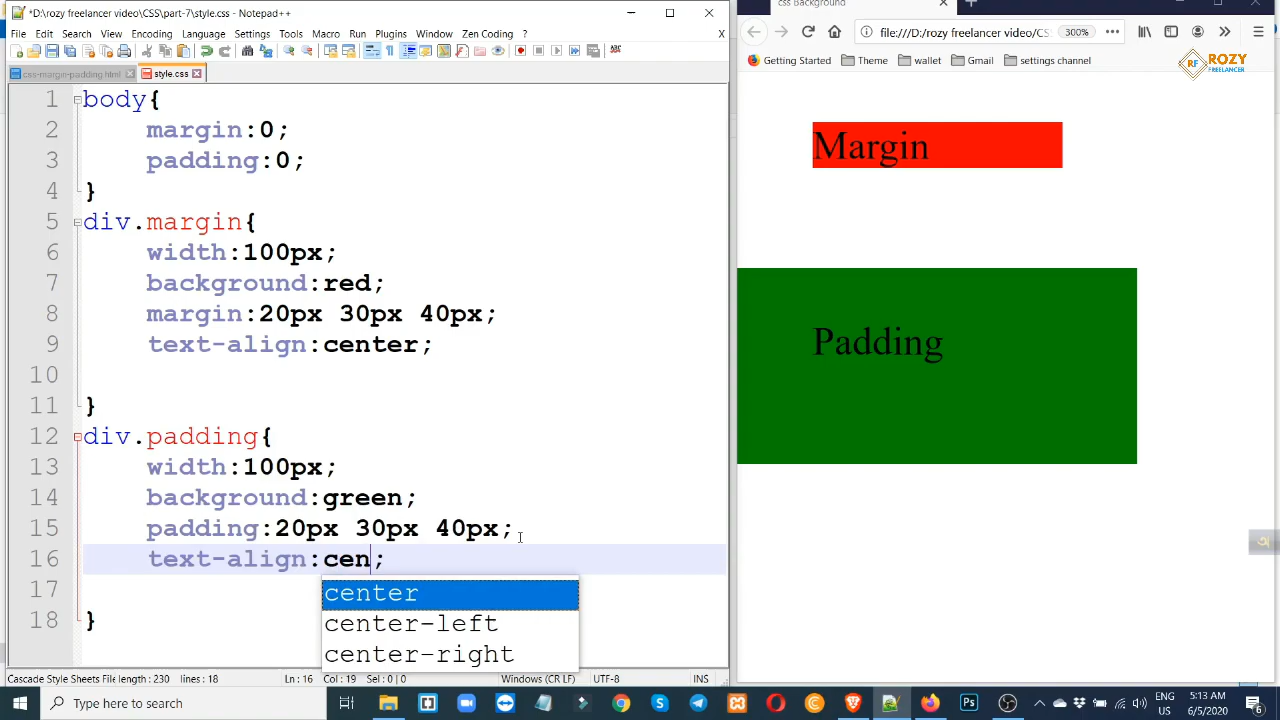 *D:\rozy freelancer video\CSS\part-7\style.css - Notepad++
File Edit Search View Encoding Language Settings Tools Macro Run Plugins Window Zen Coding ? X
css-margin-padding.html style.css
1 body{
2 margin:0;
3 padding:0;
4 }
5 div.margin{
6 width:100px;
7 background:red;
8 margin:20px 30px 40px;
9 text-align:center;
10
11 }
12 div.padding{
13 width:100px;
14 background:green;
15 padding:20px 30px 40px;
16 text-align:cen;
17
18 }
center
center-left
center-right
Cascade Style Sheets File length : 230 lines : 18 Ln : 16 Col : 19 Sel : 0 | 0 Windows (CR LF) UTF-8 INS
css Background
file:///D:/rozy freelancer video/CS 300%
Getting Started Theme wallet Gmail settings channel
RF ROZY
FREELANCER
Margin
Padding
Type here to search
ENG 5:13 AM
US 6/5/2020 6